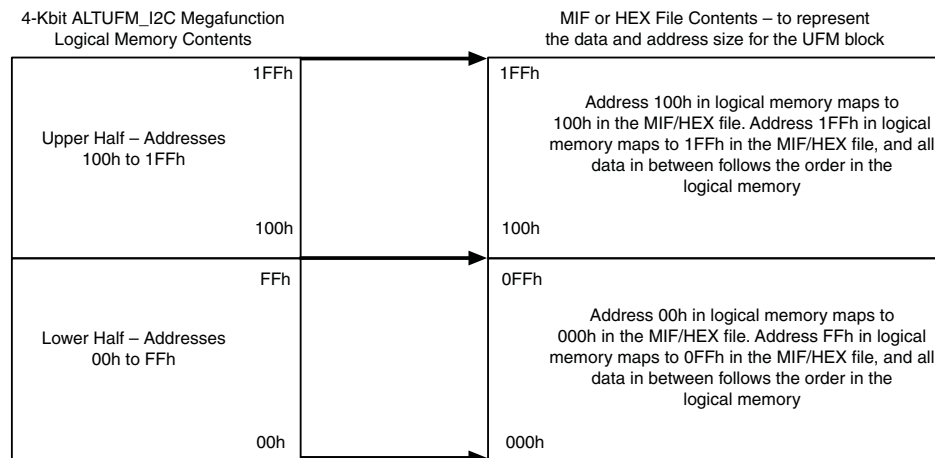 4-Kbit ALTUFM_I2C Megafunction
Logical Memory Contents
MIF or HEX File Contents – to represent
the data and address size for the UFM block
1FFh
1FFh
Upper Half – Addresses
100h to 1FFh
Address 100h in logical memory maps to
100h in the MIF/HEX file. Address 1FFh in logical
memory maps to 1FFh in the MIF/HEX file, and all
data in between follows the order in the
logical memory
100h
100h
FFh
0FFh
Lower Half – Addresses
00h to FFh
Address 00h in logical memory maps to
000h in the MIF/HEX file. Address FFh in logical
memory maps to 0FFh in the MIF/HEX file, and all
data in between follows the order in the
logical memory
00h
000h